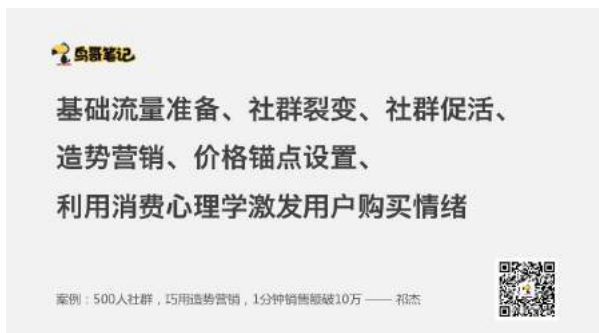 鸟哥笔记
基础流量准备、社群裂变、社群促活、
造势营销、价格锚点设置、
利用消费心理学激发用户购买情绪
案例：500人社群，巧用造势营销，1分钟销售额破10万 —— 祁杰